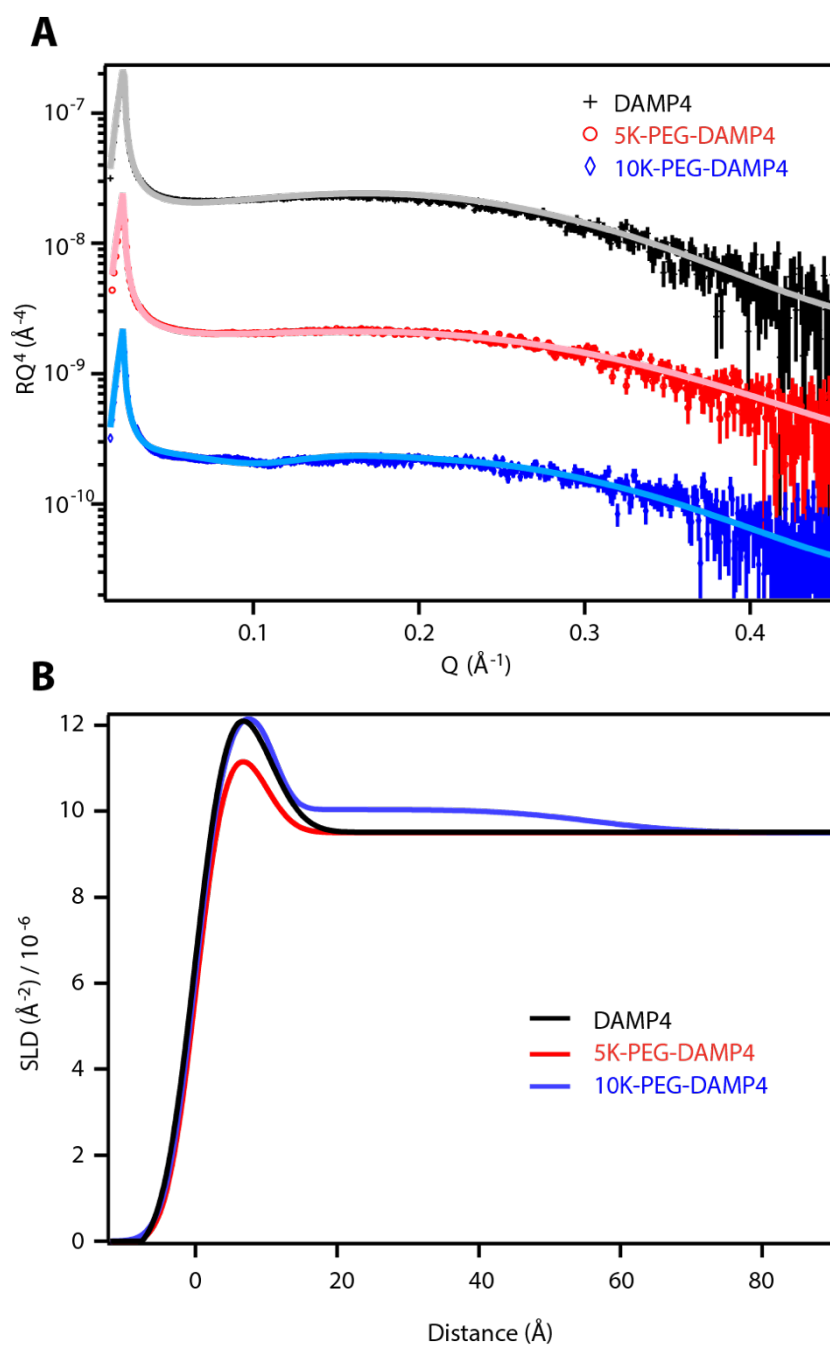 A
+ DAMP4
5K-PEG-DAMP4
10K-PEG-DAMP4
10⁻⁷
10⁻⁸
10⁻⁹
10⁻¹⁰
RQ⁴ (Å⁻⁴)
0.1 0.2 0.3 0.4
Q (Å⁻¹)
B
12
10
8
6
4
2
0
SLD (Å⁻²) / 10⁻⁶
DAMP4
5K-PEG-DAMP4
10K-PEG-DAMP4
0 20 40 60 80
Distance (Å)